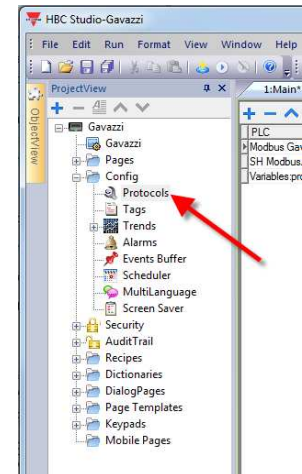 HBC Studio-Gavazzi
File Edit Run Format View Window Help
ProjectView
1:Main*
ObjectView
PLC
Gavazzi
Modbus Gav
Gavazzi
SH Modbus.
Pages
Variables:pro
Config
Protocols
Tags
Trends
Alarms
Events Buffer
Scheduler
MultiLanguage
Screen Saver
Security
AuditTrail
Recipes
Dictionaries
DialogPages
Page Templates
Keypads
Mobile Pages